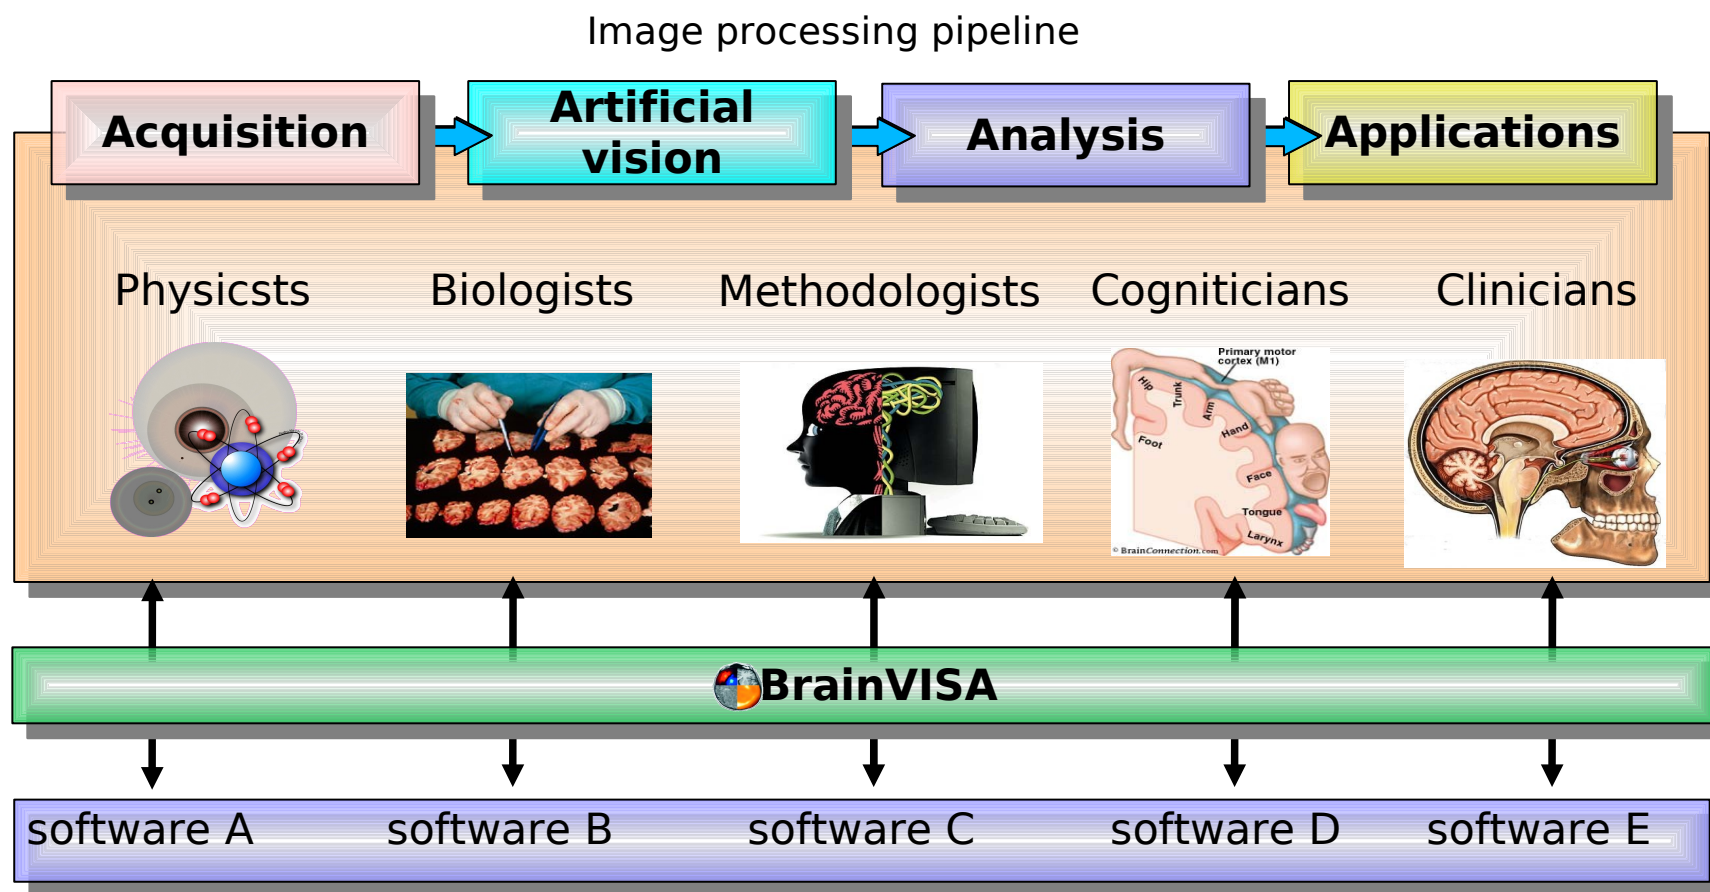 Image processing pipeline
Acquisition
Artificial
vision
Analysis
Applications
Physicsts
Biologists
Methodologists
Cogniticians
Clinicians
Primary motor
cortex (M1)
Hip
Trunk
Arm
Hand
Foot
Face
Tongue
Larynx
© BrainConnection.com
BrainVISA
software A
software B
software C
software D
software E